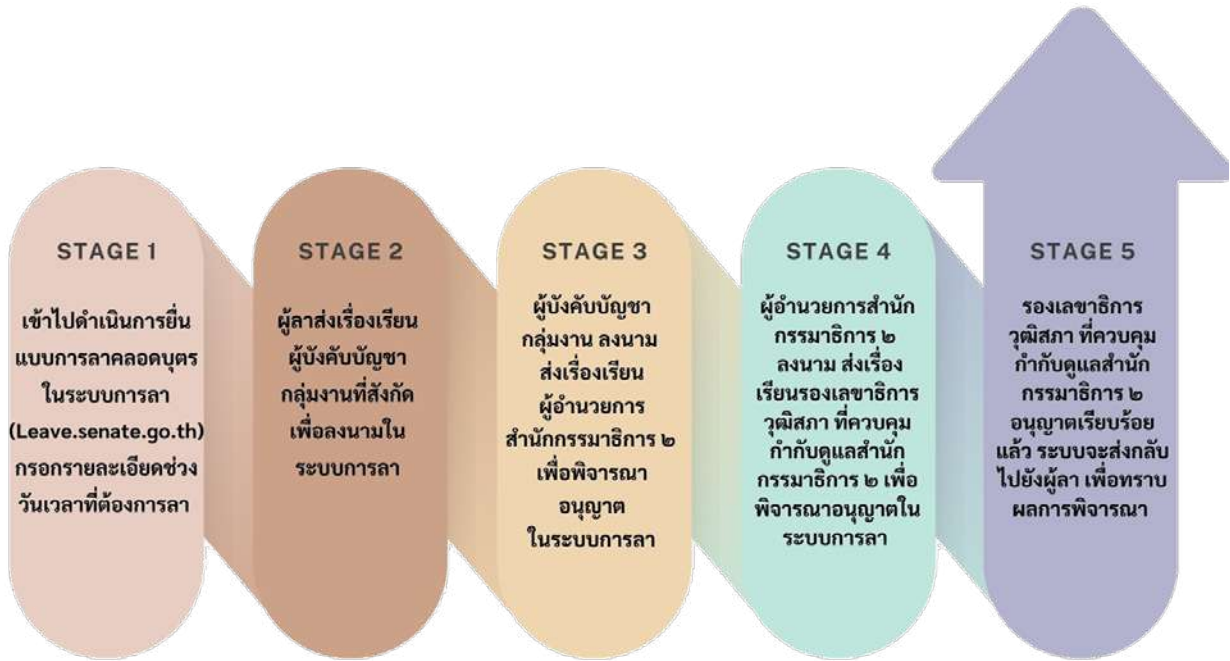 STAGE 1
เข้าไปดำเนินการยื่น
แบบการลาคลอดบุตร
ในระบบการลา
(Leave.senate.go.th)
กรอกรายละเอียดช่วง
วันเวลาที่ต้องการลา
STAGE 2
ผู้ลาส่งเรื่องเรียน
ผู้บังคับบัญชา
กลุ่มงานที่สังกัด
เพื่อลงนามใน
ระบบการลา
STAGE 3
ผู้บังคับบัญชา
กลุ่มงาน ลงนาม
ส่งเรื่องเรียน
ผู้อำนวยการ
สำนักกรรมาธิการ ๒
เพื่อพิจารณา
อนุญาต
ในระบบการลา
STAGE 4
ผู้อำนวยการสำนัก
กรรมาธิการ ๒
ลงนาม ส่งเรื่อง
เรียนรองเลขาธิการ
วุฒิสภา ที่ควบคุม
กำกับดูแลสำนัก
กรรมาธิการ ๒ เพื่อ
พิจารณาอนุญาตใน
ระบบการลา
STAGE 5
รองเลขาธิการ
วุฒิสภา ที่ควบคุม
กำกับดูแลสำนัก
กรรมาธิการ ๒
อนุญาตเรียบร้อย
แล้ว ระบบจะส่งกลับ
ไปยังผู้ลา เพื่อทราบ
ผลการพิจารณา